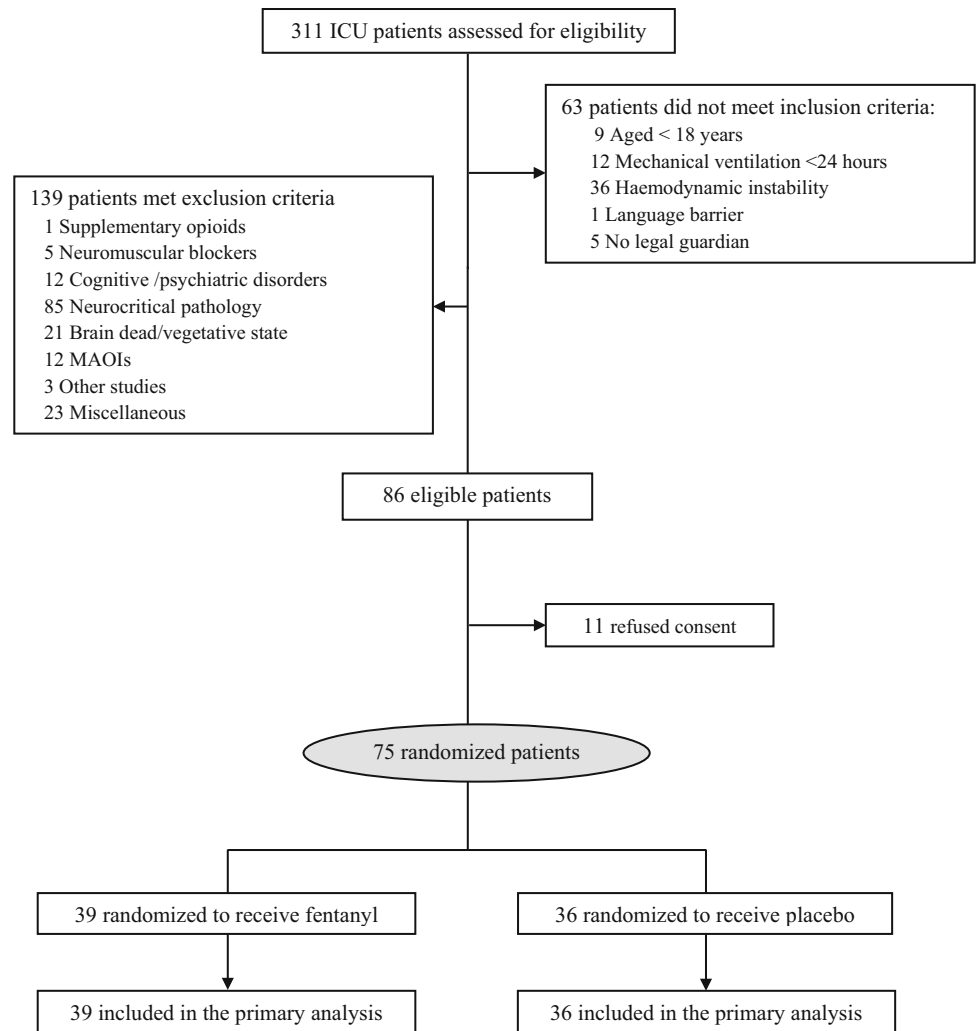 311 ICU patients assessed for eligibility
63 patients did not meet inclusion criteria:
9 Aged < 18 years
12 Mechanical ventilation <24 hours
36 Haemodynamic instability
1 Language barrier
5 No legal guardian
139 patients met exclusion criteria
1 Supplementary opioids
5 Neuromuscular blockers
12 Cognitive /psychiatric disorders
85 Neurocritical pathology
21 Brain dead/vegetative state
12 MAOIs
3 Other studies
23 Miscellaneous
86 eligible patients
11 refused consent
75 randomized patients
39 randomized to receive fentanyl
36 randomized to receive placebo
39 included in the primary analysis
36 included in the primary analysis